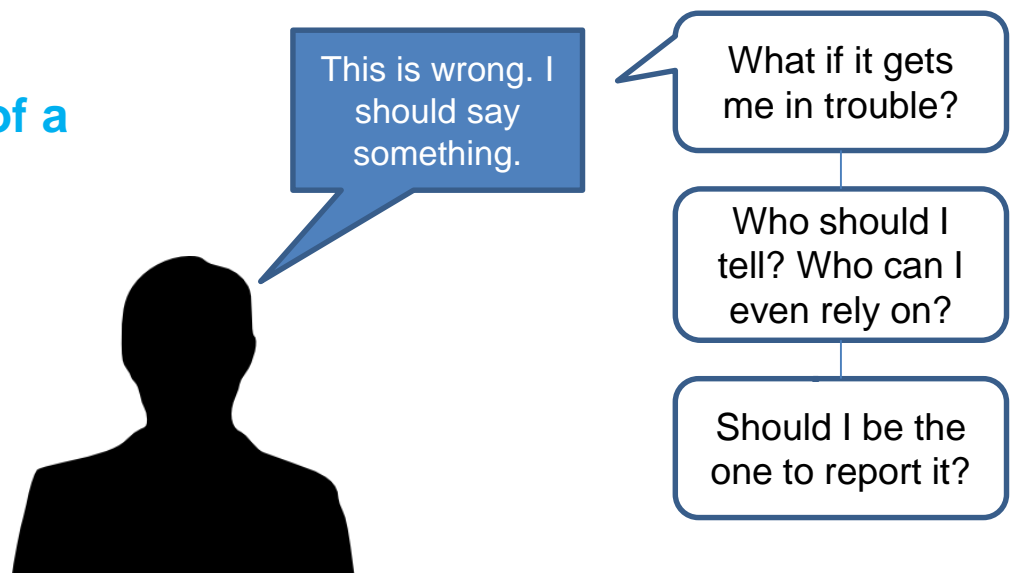 of a
This is wrong. I
should say
something.
What if it gets
me in trouble?
Who should I
tell? Who can I
even rely on?
Should I be the
one to report it?